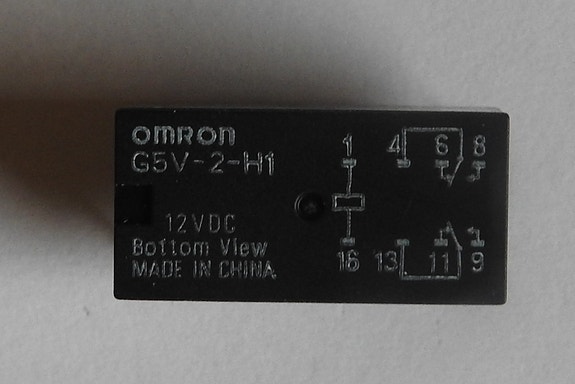 omron
G5V-2-H1
12VDC
Bottom View
MADE IN CHINA
1 4 6 8
16 13 11 9